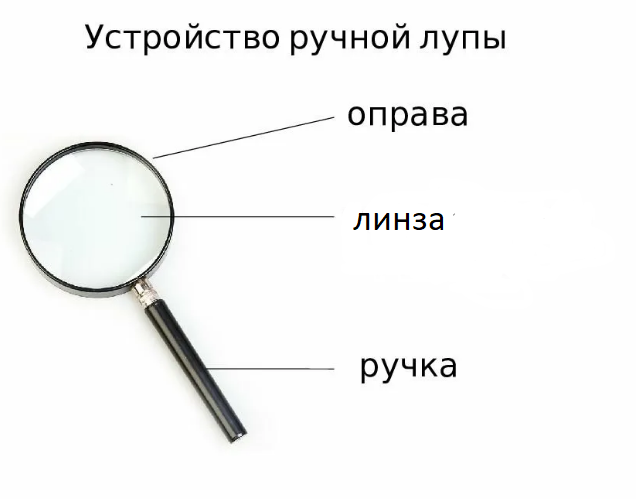 Устройство ручной лупы
оправа
линза
ручка